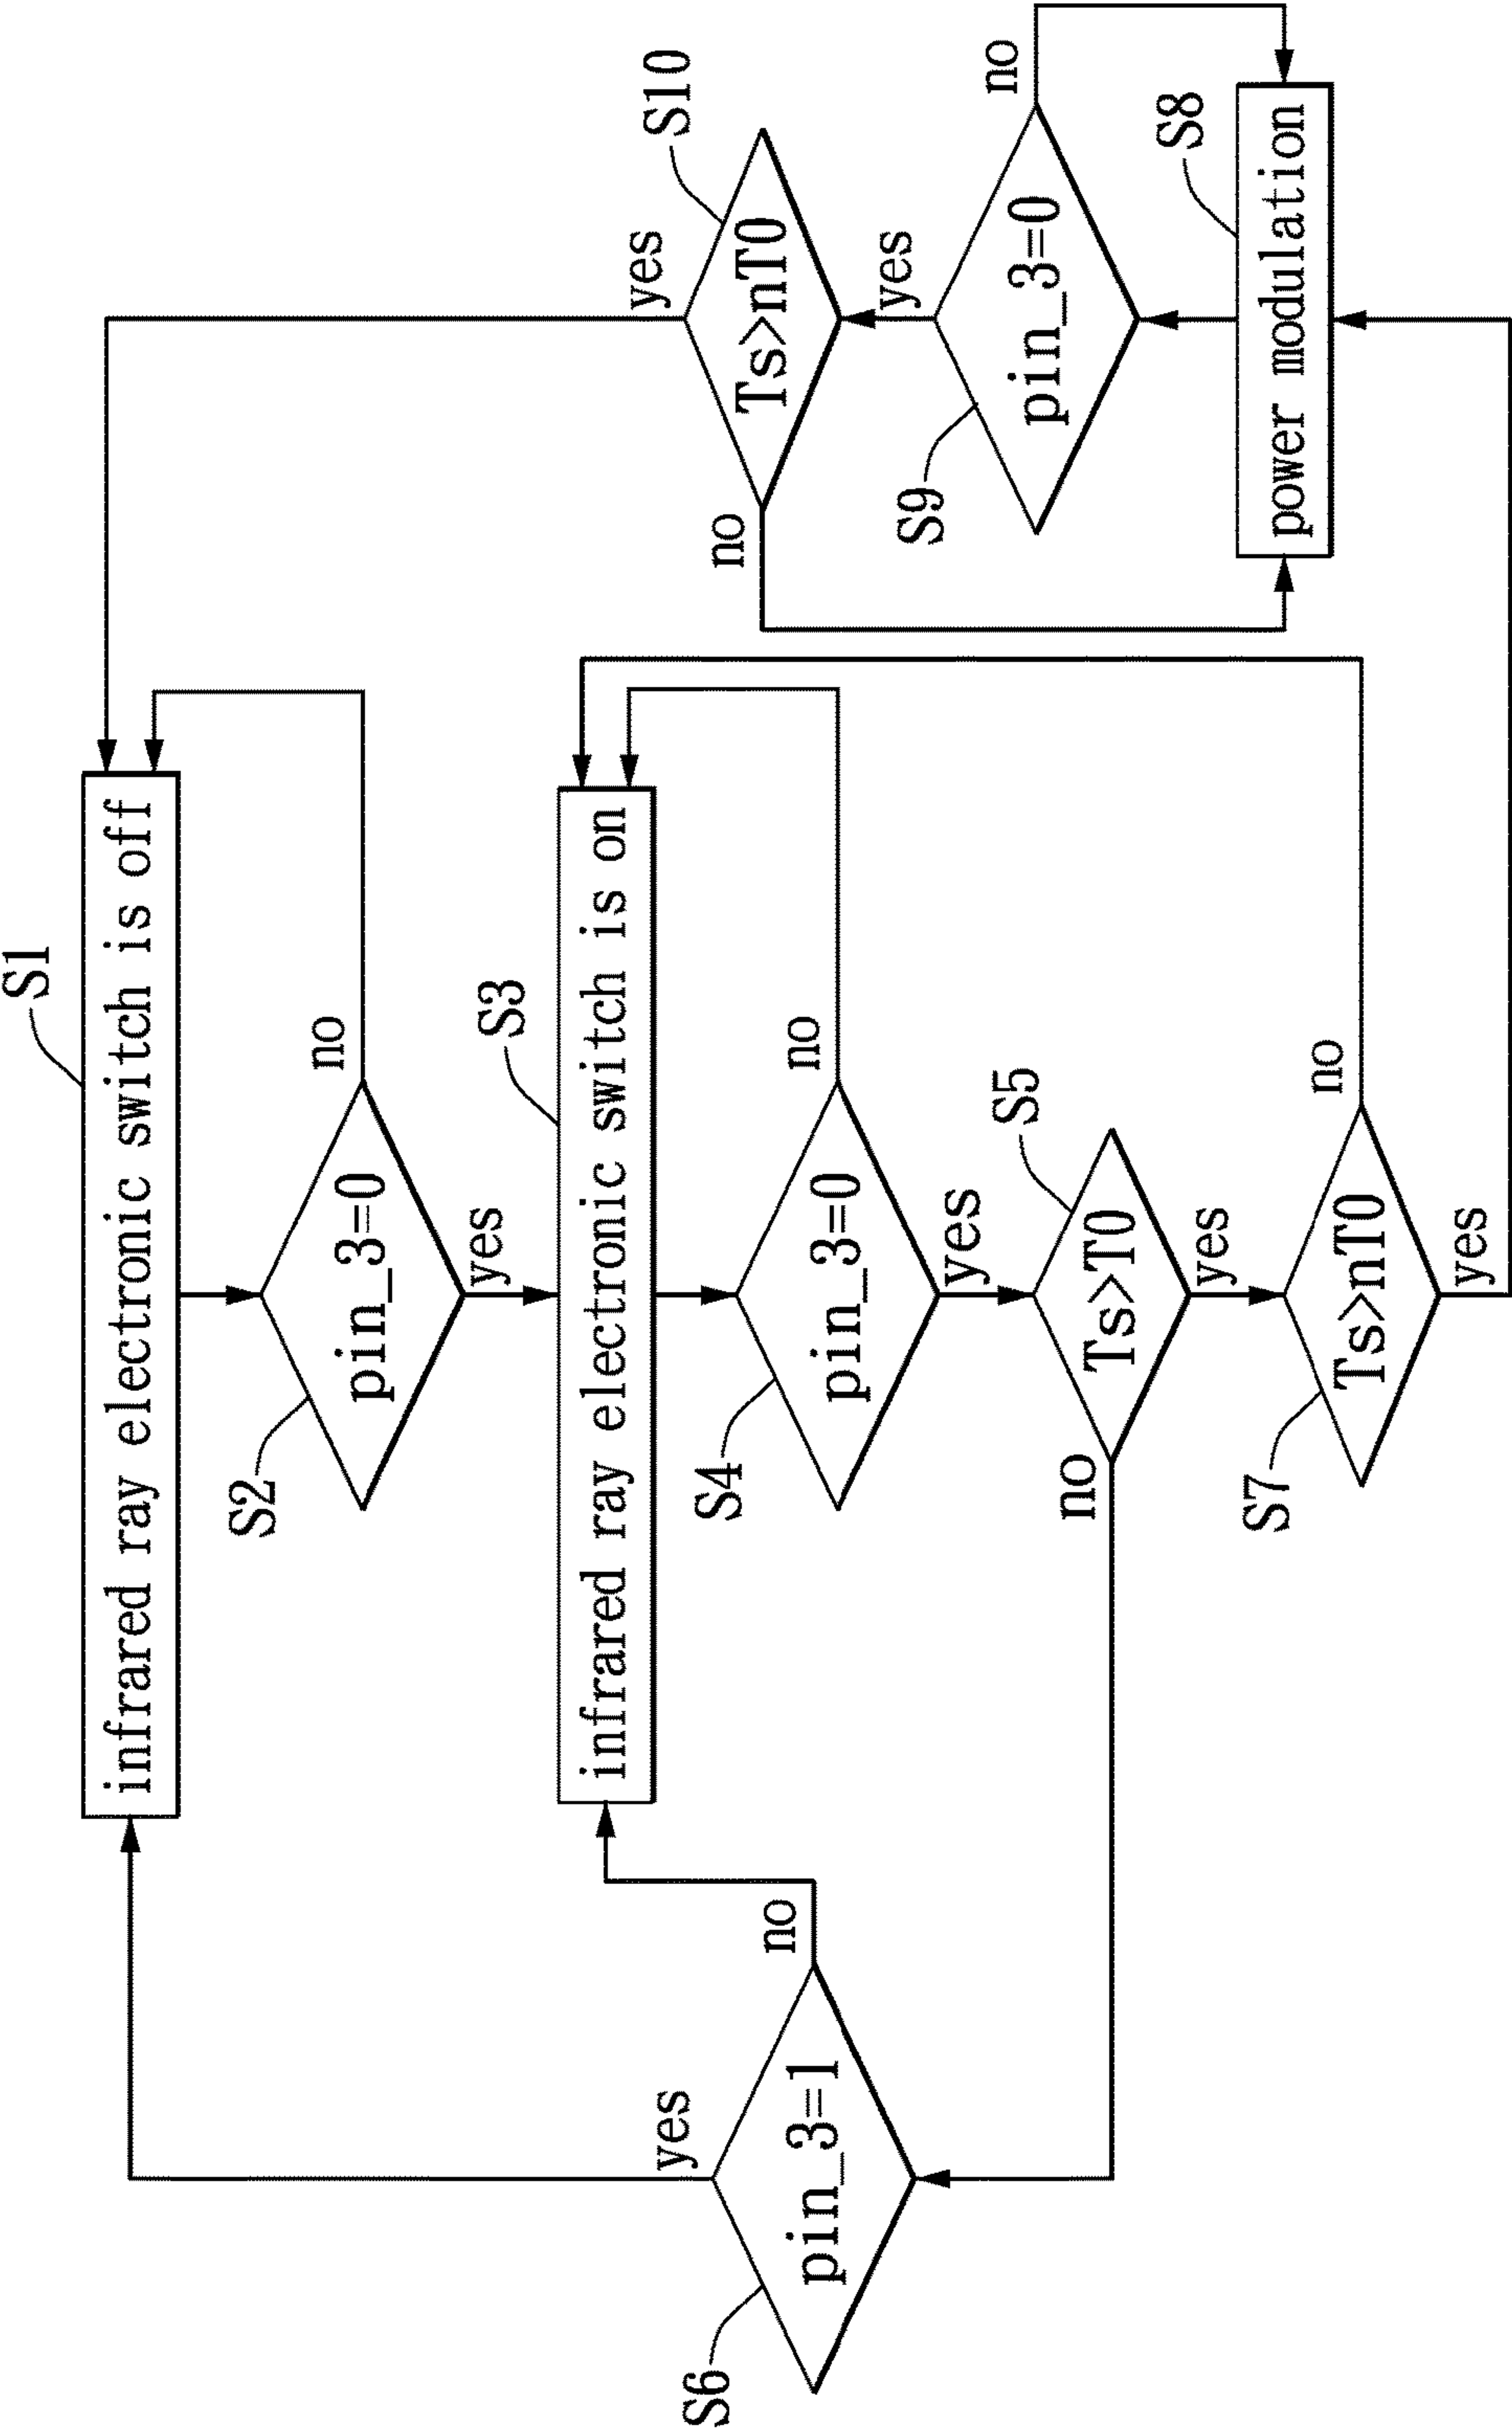 S1
infrared ray electronic switch is off
S2
pin_3=0
no
yes
S3
infrared ray electronic switch is on
S4
pin_3=0
no
yes
S5
Ts>T0
no
yes
S6
pin_3=1
yes
no
S7
Ts>nT0
no
yes
S8
power modulation
S9
pin_3=0
no
yes
S10
Ts>nT0
yes
no